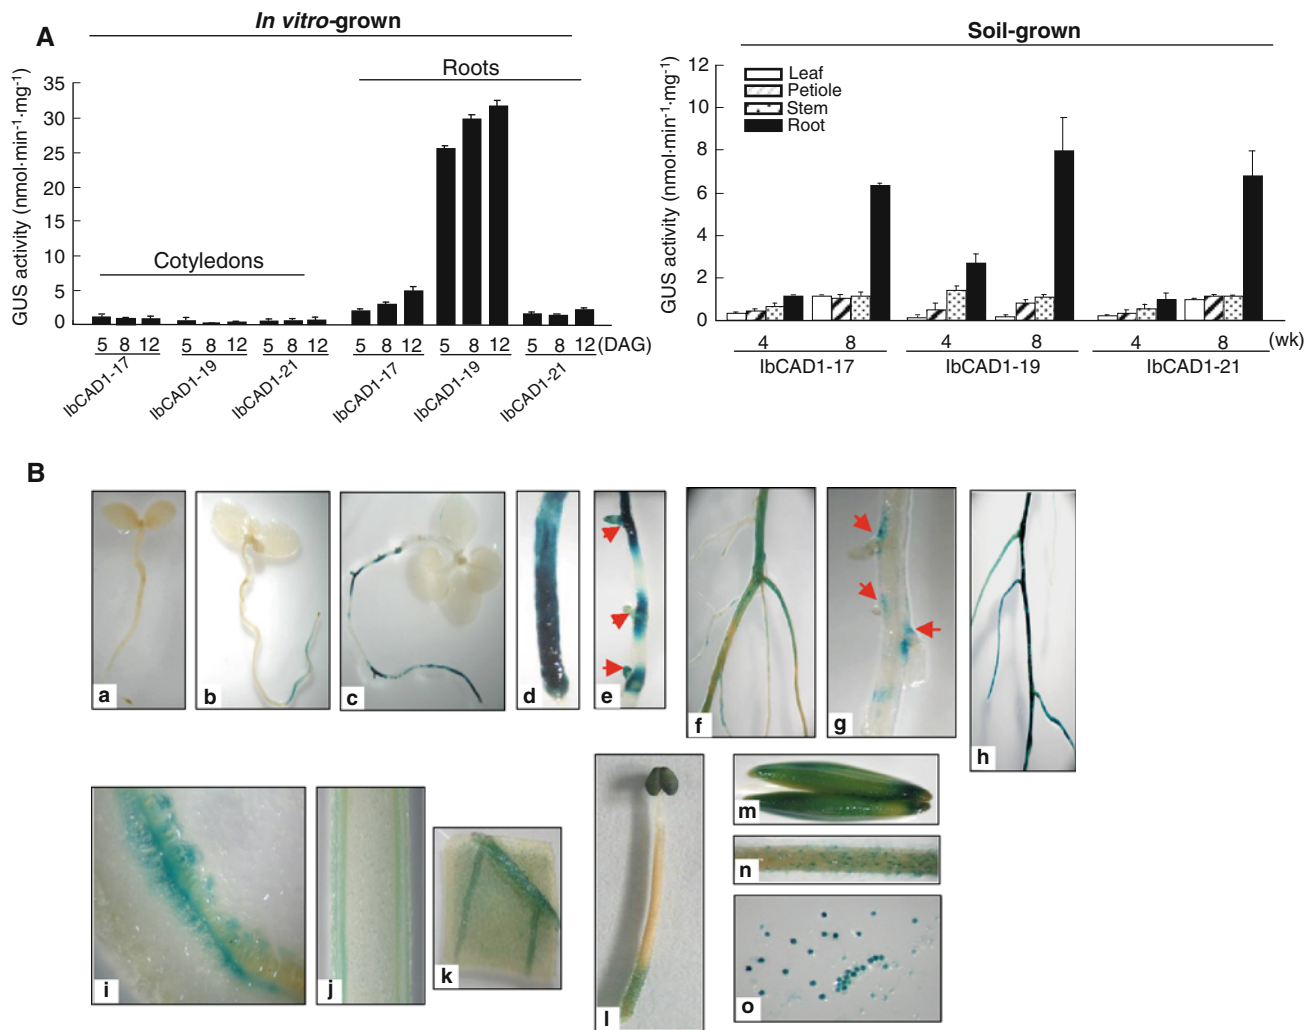 A
In vitro-grown
Roots
Cotyledons
GUS activity (nmol·min-1·mg-1)
35
30
25
20
15
10
5
0
5 8 12 5 8 12 5 8 12 5 8 12 5 8 12 5 8 12 (DAG)
IbCAD1-17 IbCAD1-19 IbCAD1-21 IbCAD1-17 IbCAD1-19 IbCAD1-21
Soil-grown
Leaf
Petiole
Stem
Root
GUS activity (nmol·min-1·mg-1)
12
10
8
6
4
2
0
4 8 4 8 4 8 (wk)
IbCAD1-17 IbCAD1-19 IbCAD1-21
B
a
b
c
d
e
f
g
h
i
j
k
l
m
n
o